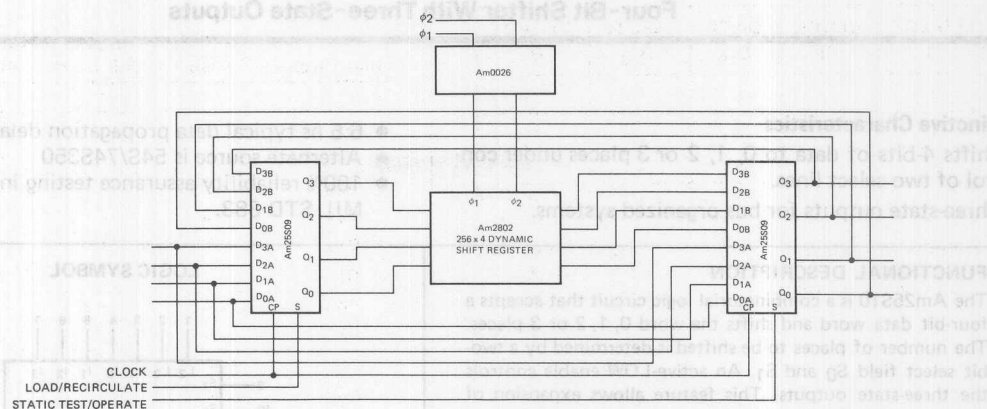 Four-Bit Shifter With Three-State Outputs
φ2
φ1
Am0026
inctive Characteristics
hifts 4-bits of data to 0, 1, 2 or 3 places under con
ol of two select lines.
hree-state outputs for bus organized systems.
6.5 ns typical data propagation dela
Alternate source is 54S/74S350
100% reliability assurance testing in
MIL-STD-883.
D3B
D2B
D1B
D0B
D3A
D2A
D1A
D0A
Am25S09
Q3
Q2
Q1
Q0
CP
S
φ1
φ2
Am2802
256 x 4 DYNAMIC
SHIFT REGISTER
D3B
D2B
D1B
D0B
D3A
D2A
D1A
D0A
Am25S09
Q3
Q2
Q1
Q0
CP
S
FUNCTIONAL DESCRIPTION
The Am25S10 is a combinatorial logic circuit that accepts a
four-bit data word and shifts the word 0, 1, 2 or 3 places.
The number of places to be shifted is determined by a two-
bit select field S0 and S1. An active-LOW enable controls
the three-state outputs. This feature allows expansion of
LOGIC SYMBOL
CLOCK
LOAD/RECIRCULATE
STATIC TEST/OPERATE